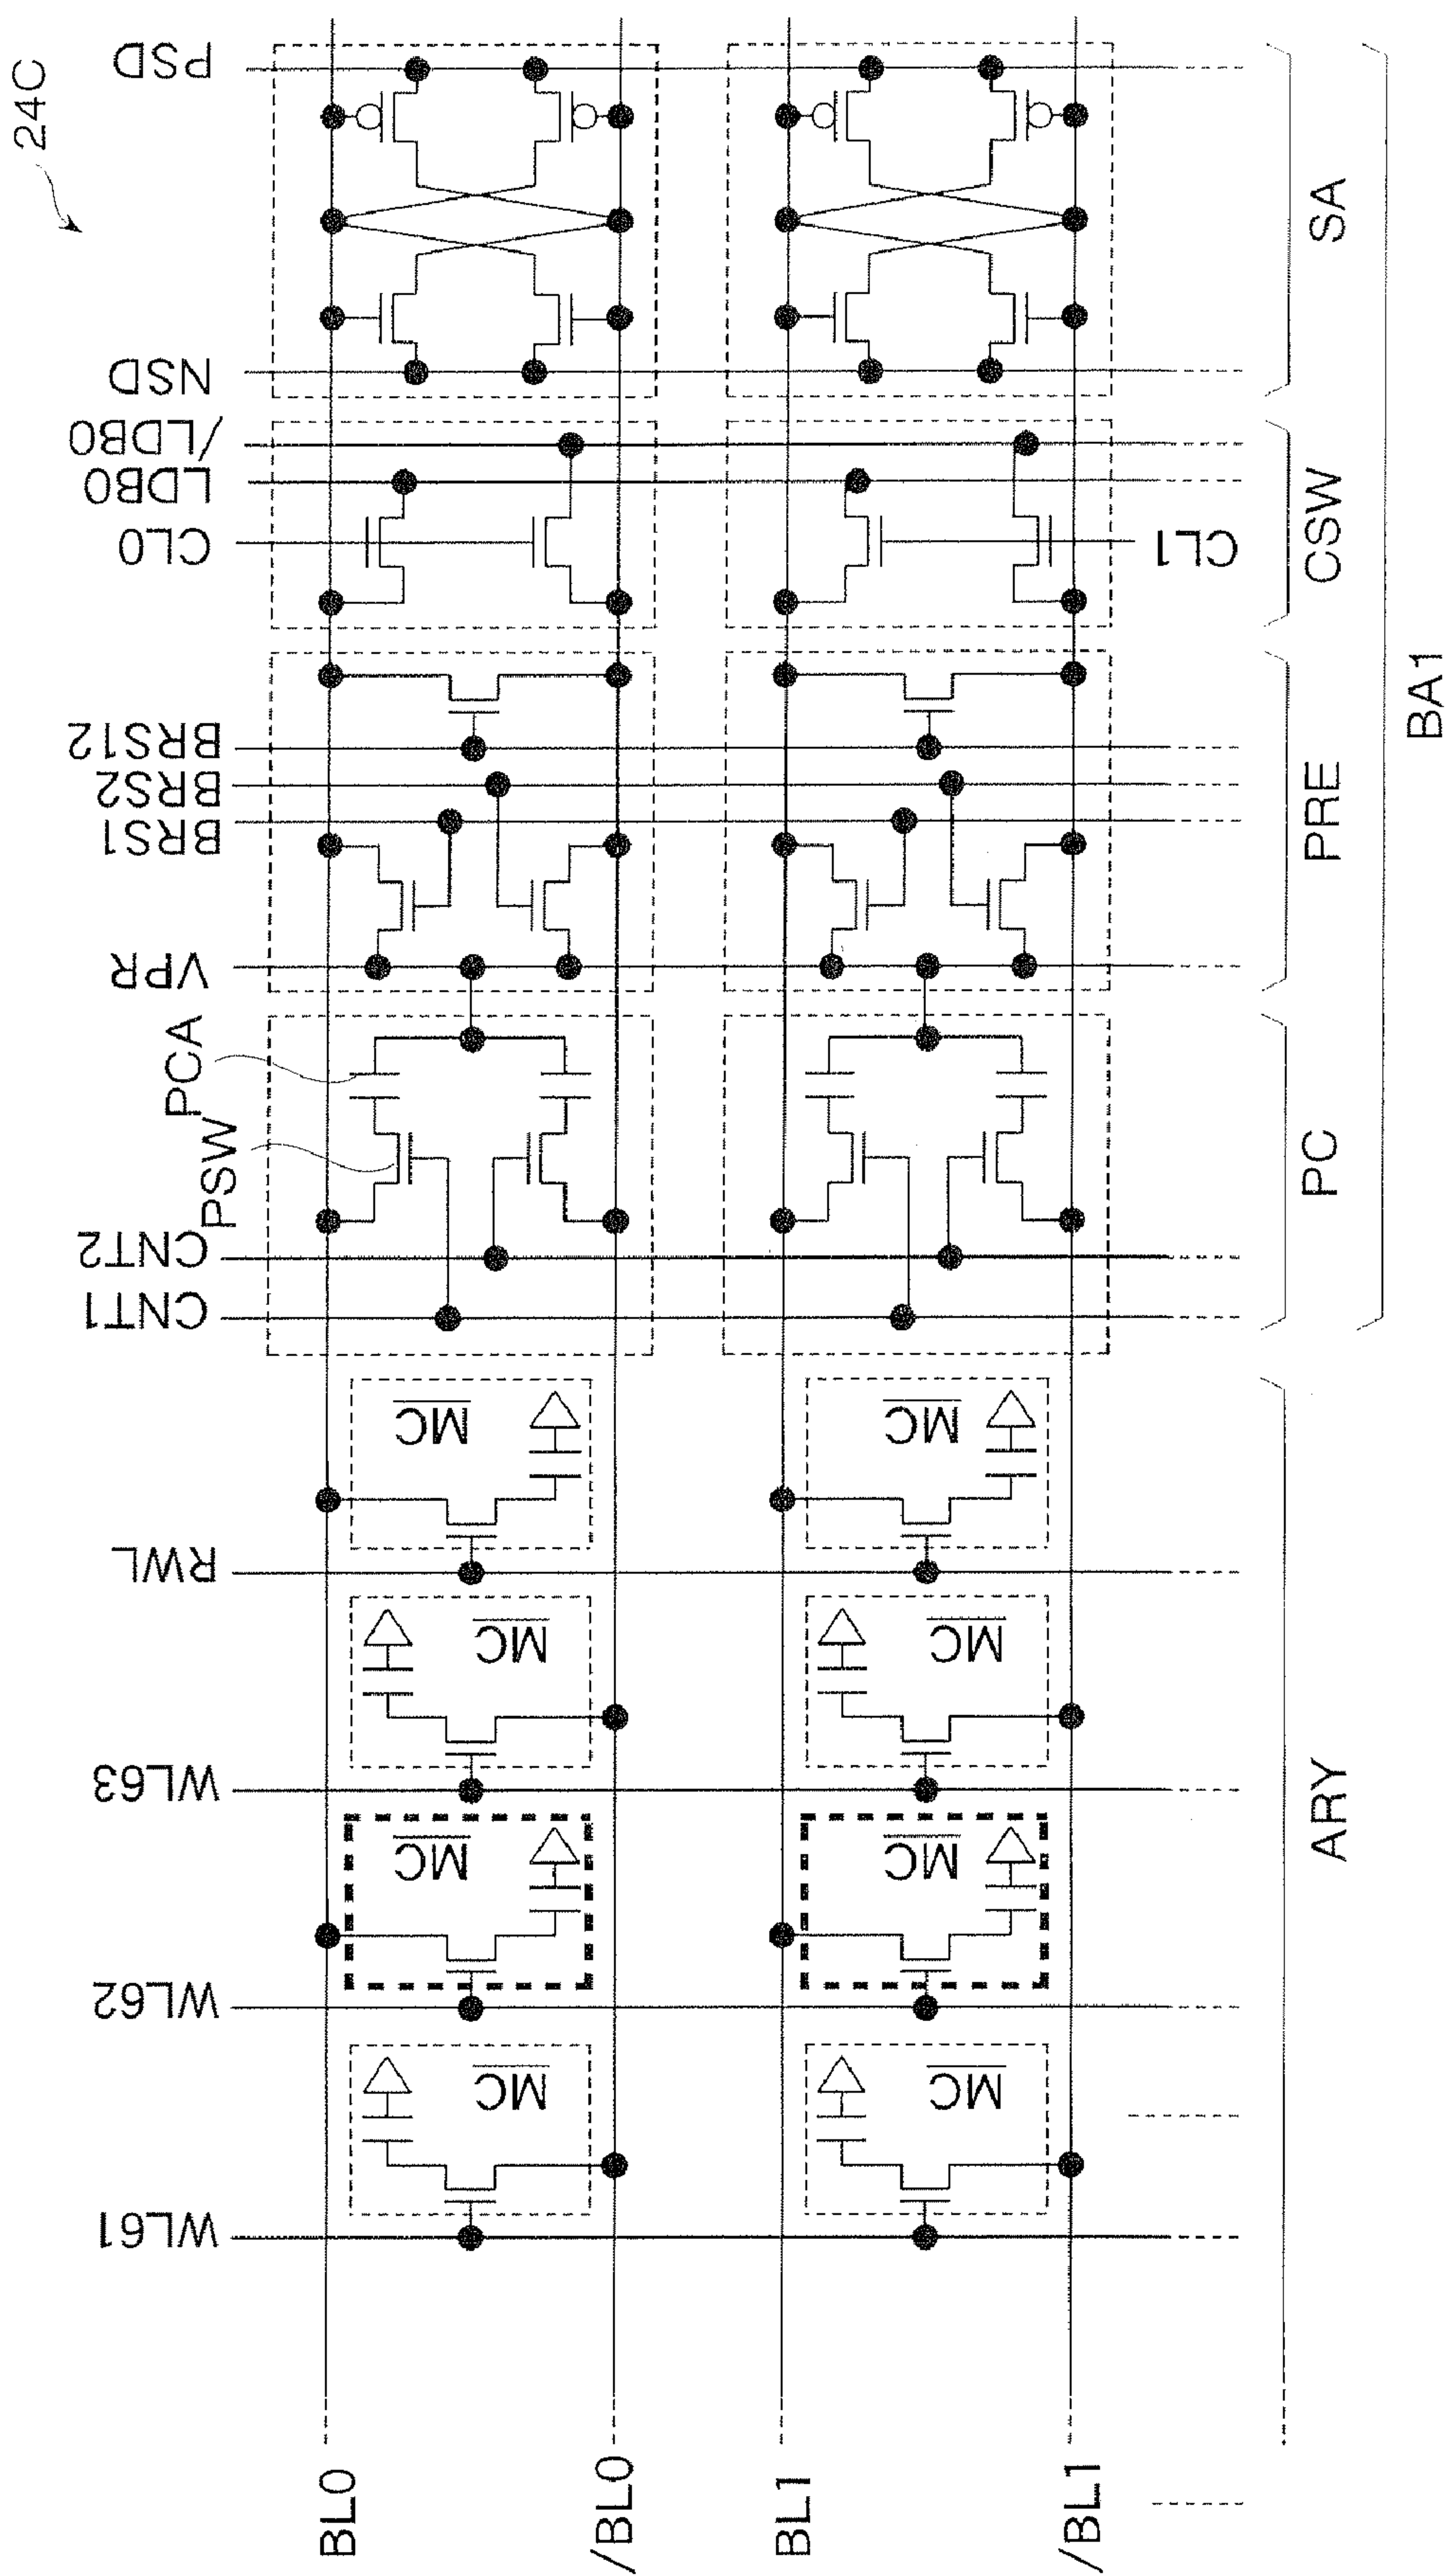 24C
PSD
NSD
/LDB0
LDB0
CL0
BRS12
BRS2
BRS1
VPR
PCA
PSW
CNT2
CNT1
RWL
WL63
WL62
WL61
MC
MC
MC
MC
MC
MC
MC
MC
CL1
SA
CSW
PRE
PC
BA1
ARY
BL0
/BL0
BL1
/BL1